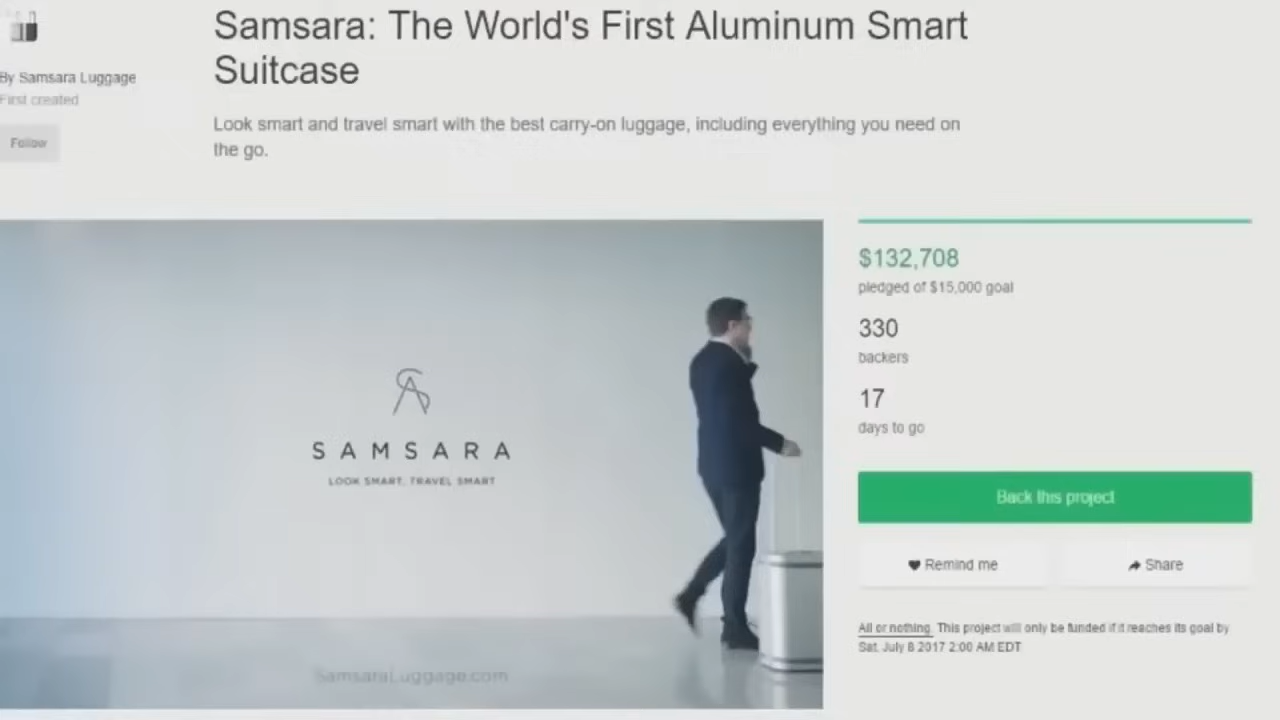 Samsara: The World's First Aluminum Smart
Suitcase
By Samsara Luggage
First created
Follow
Look smart and travel smart with the best carry-on luggage, including everything you need on
the go.
$132,708
pledged of $15,000 goal
330
backers
17
days to go
Back this project
Remind me
Share
All or nothing. This project will only be funded if it reaches its goal by
Sat, July 8 2017 2:00 AM EDT
SAMSARA
LOOK SMART, TRAVEL SMART
SamsaraLuggage.com